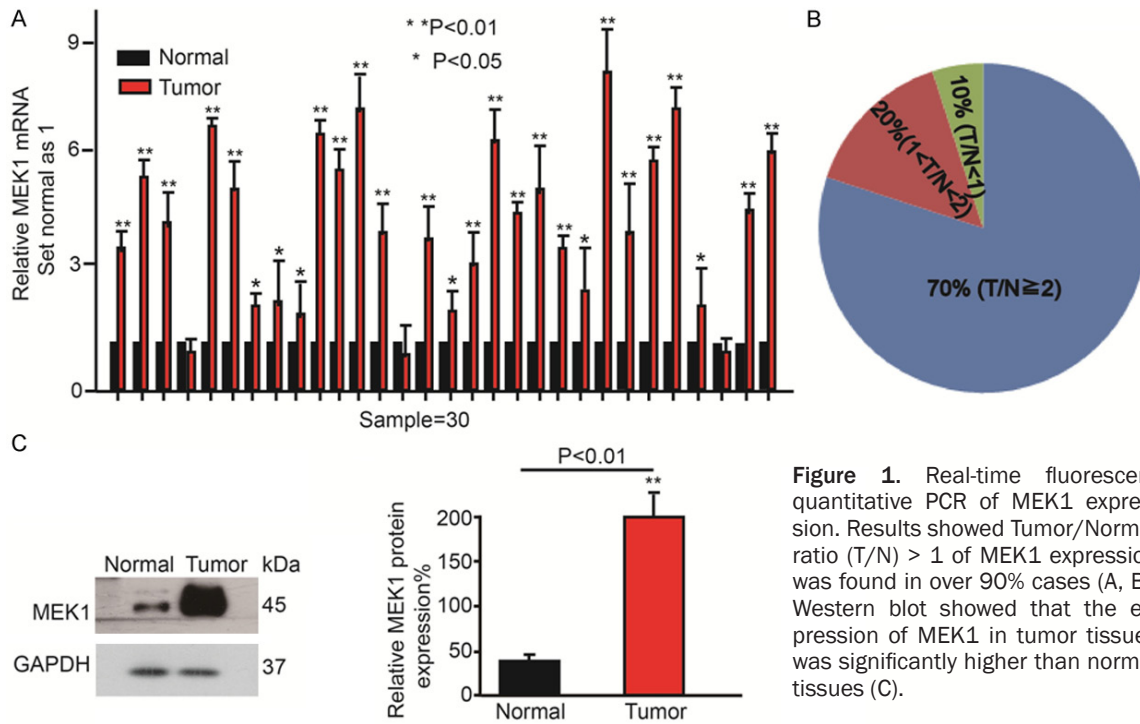 A
9
6
3
0
Relative MEK1 mRNA
Set normal as 1
Normal
Tumor
* *P<0.01
* P<0.05
** ** ** ** ** * * * ** ** ** ** ** * ** ** ** ** ** * ** ** ** ** * ** **
Sample=30
B
10% (T/N<1)
20%(1<T/N<2)
70% (T/N≧2)
C
Normal Tumor kDa
MEK1 45
GAPDH 37
Relative MEK1 protein
expression%
200
150
100
50
0
P<0.01
**
Normal Tumor
Figure 1. Real-time fluorescen
quantitative PCR of MEK1 expre
sion. Results showed Tumor/Norm
ratio (T/N) > 1 of MEK1 expressio
was found in over 90% cases (A, B
Western blot showed that the e
pression of MEK1 in tumor tissue
was significantly higher than norm
tissues (C).